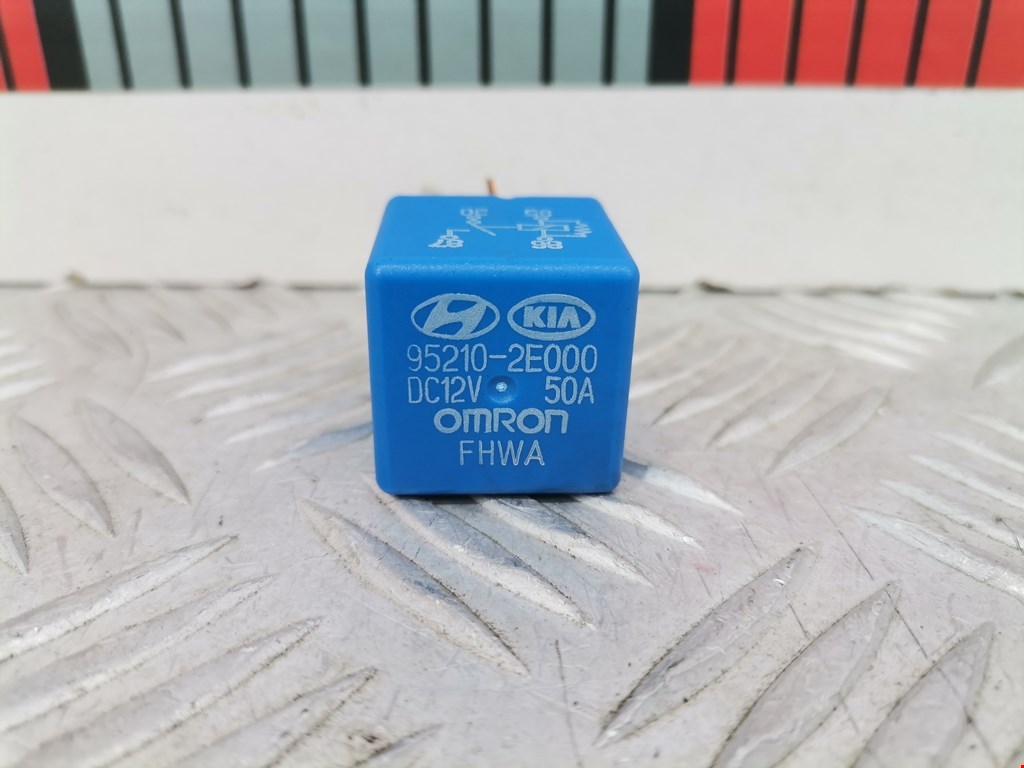 KIA
95210-2E000
DC12V 50A
OMRON
FHWA